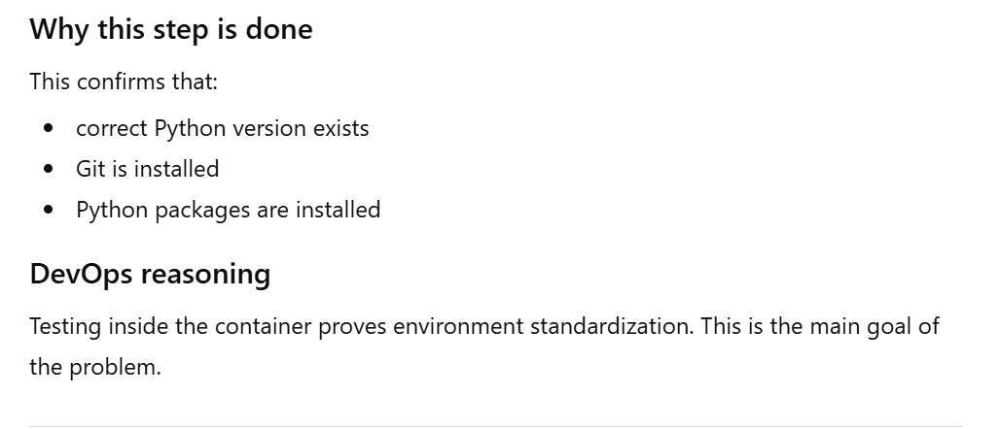 Why this step is done
This confirms that:
• correct Python version exists
• Git is installed
• Python packages are installed
DevOps reasoning
Testing inside the container proves environment standardization. This is the main goal of
the problem.